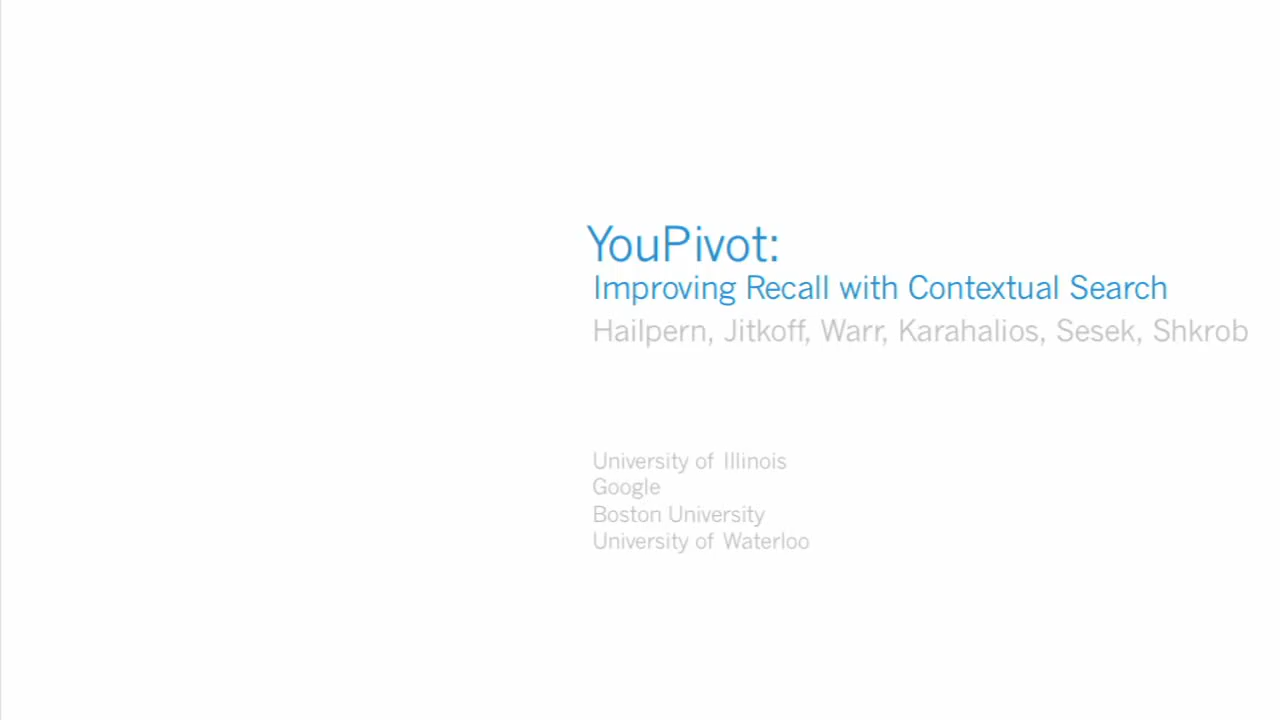 YouPivot:
Improving Recall with Contextual Search
Hailpern, Jitkoff, Warr, Karahalios, Sesek, Shkrob
University of Illinois
Google
Boston University
University of Waterloo